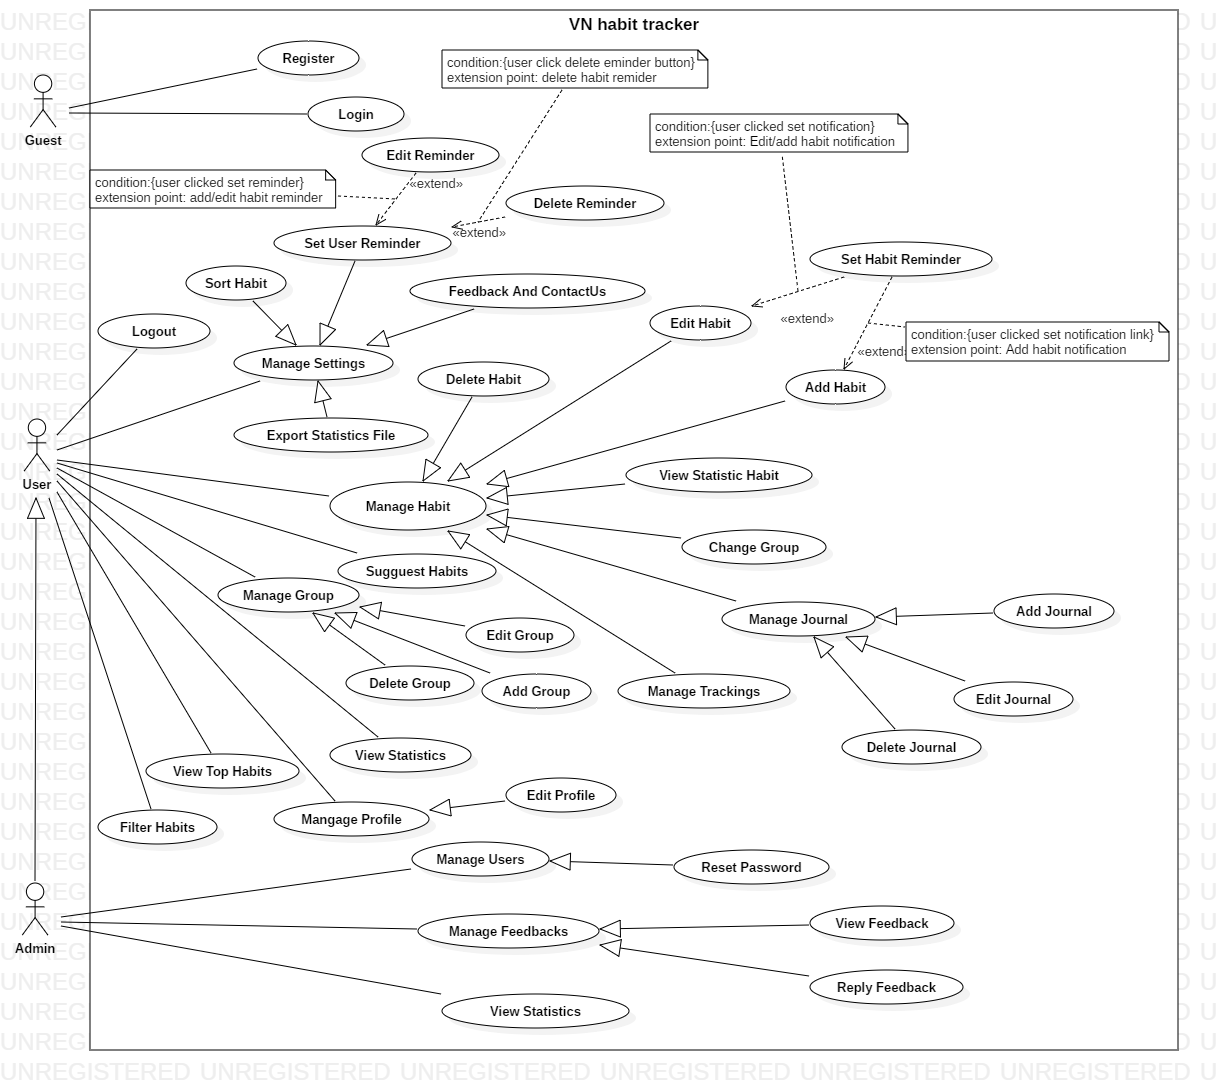 VN habit tracker
Register
condition:{user click delete eminder button}
extension point: delete habit remider
Login
Guest
condition:{user clicked set notification}
extension point: Edit/add habit notification
Edit Reminder
«extend»
condition:{user clicked set reminder}
extension point: add/edit habit reminder
Delete Reminder
«extend»
Set User Reminder
Set Habit Reminder
Sort Habit
Feedback And ContactUs
Logout
Edit Habit
«extend»
condition:{user clicked set notification link}
extension point: Add habit notification
«extend»
Manage Settings
Delete Habit
Add Habit
Export Statistics File
User
View Statistic Habit
Manage Habit
Change Group
Sugguest Habits
Manage Group
Edit Group
Manage Journal
Add Journal
Delete Group
Add Group
Manage Trackings
Edit Journal
Delete Journal
View Statistics
View Top Habits
Edit Profile
Mangage Profile
Filter Habits
Manage Users
Reset Password
Admin
Manage Feedbacks
View Feedback
Reply Feedback
View Statistics
UNREGISTERED UNREGISTERED UNREGISTERED UNREGISTERED UNREGISTERED UNREGISTERED U